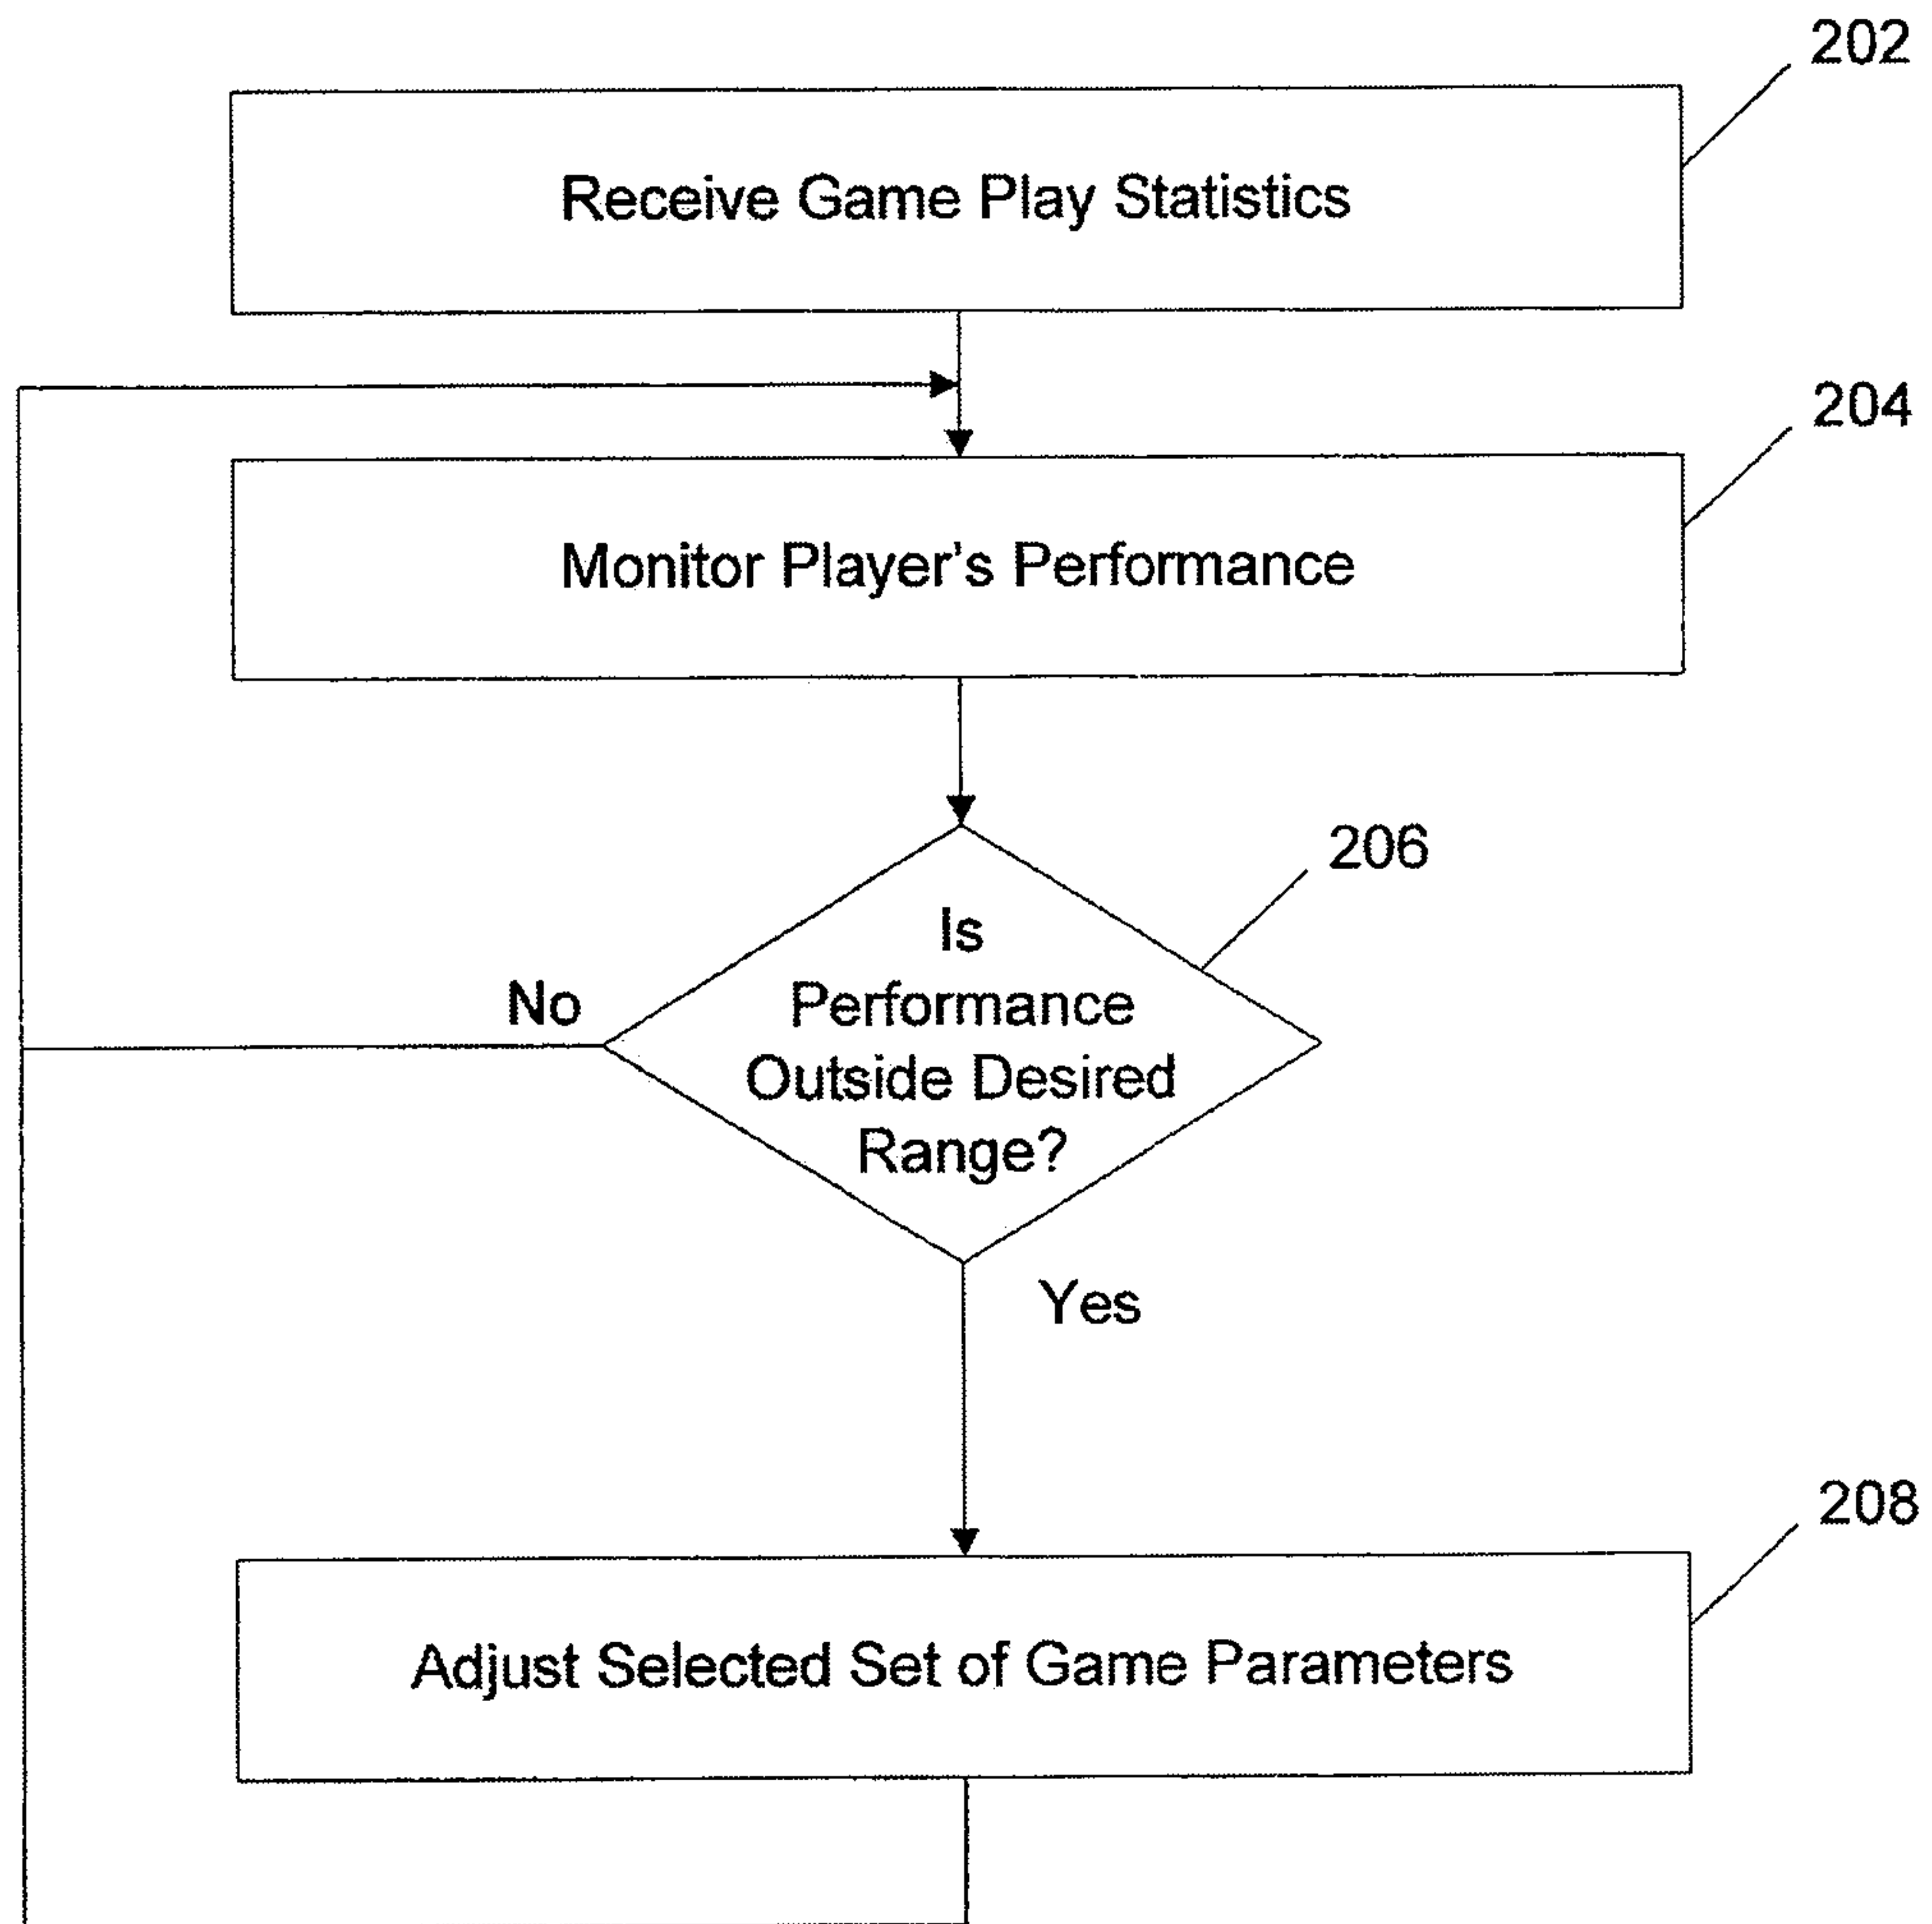 202
Receive Game Play Statistics
204
Monitor Player's Performance
206
Is
Performance
Outside Desired
Range?
No
Yes
208
Adjust Selected Set of Game Parameters